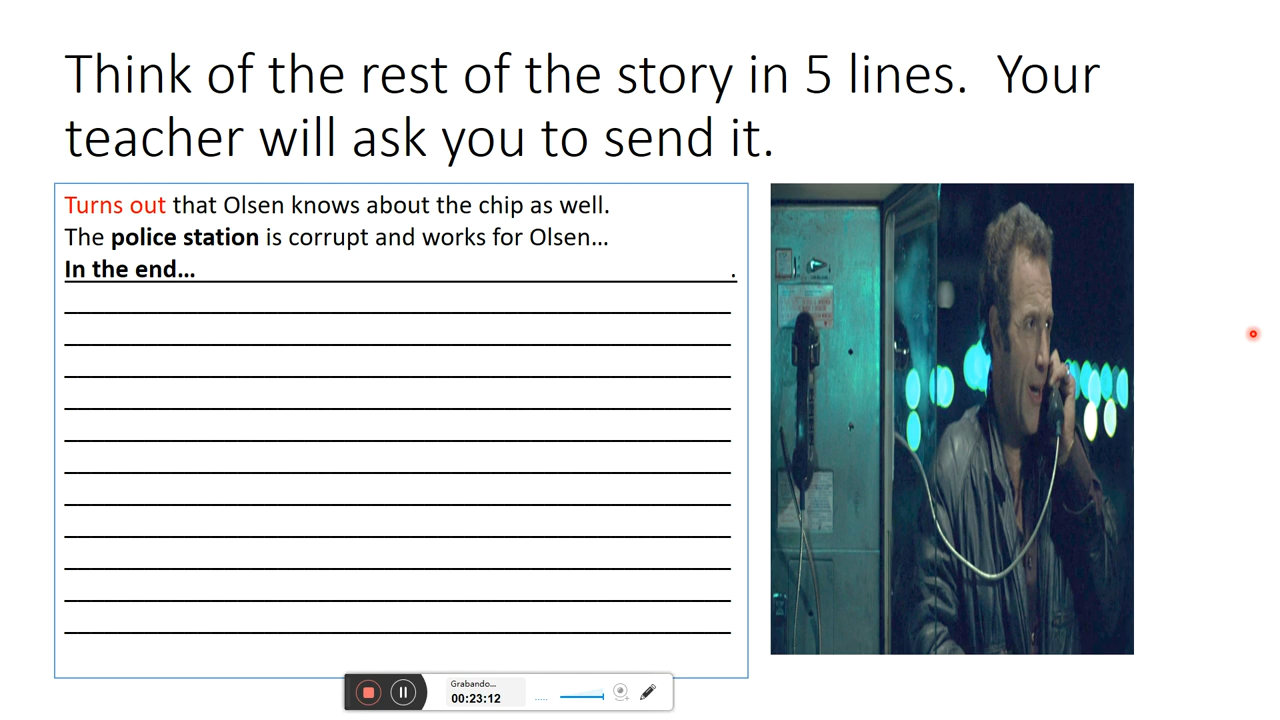 Think of the rest of the story in 5 lines.  Your
teacher will ask you to send it.
Turns out that Olsen knows about the chip as well.
The police station is corrupt and works for Olsen...
In the end... .
Grabando...
00:23:12